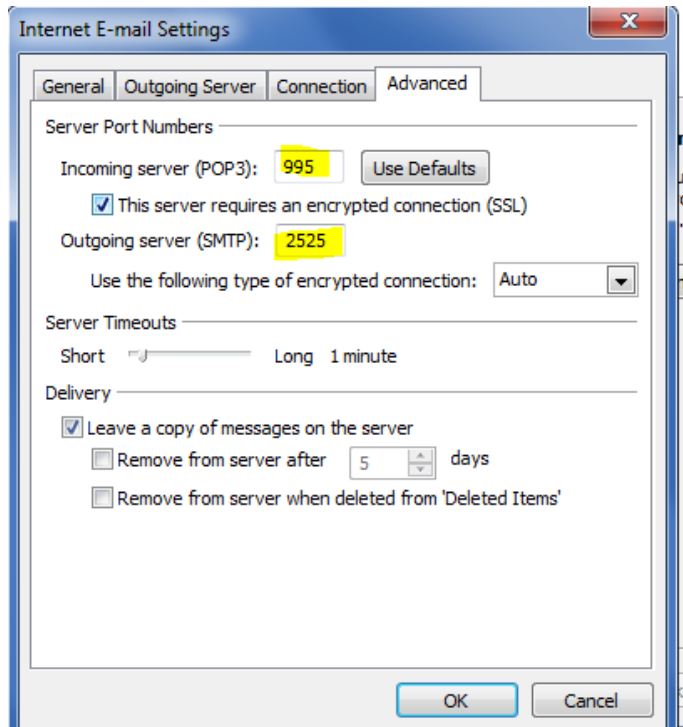 Internet E-mail Settings
X
General Outgoing Server Connection Advanced
Server Port Numbers
Incoming server (POP3): 995 Use Defaults
This server requires an encrypted connection (SSL)
Outgoing server (SMTP): 2525
Use the following type of encrypted connection: Auto
Server Timeouts
Short Long 1 minute
Delivery
Leave a copy of messages on the server
Remove from server after 5 days
Remove from server when deleted from 'Deleted Items'
OK Cancel